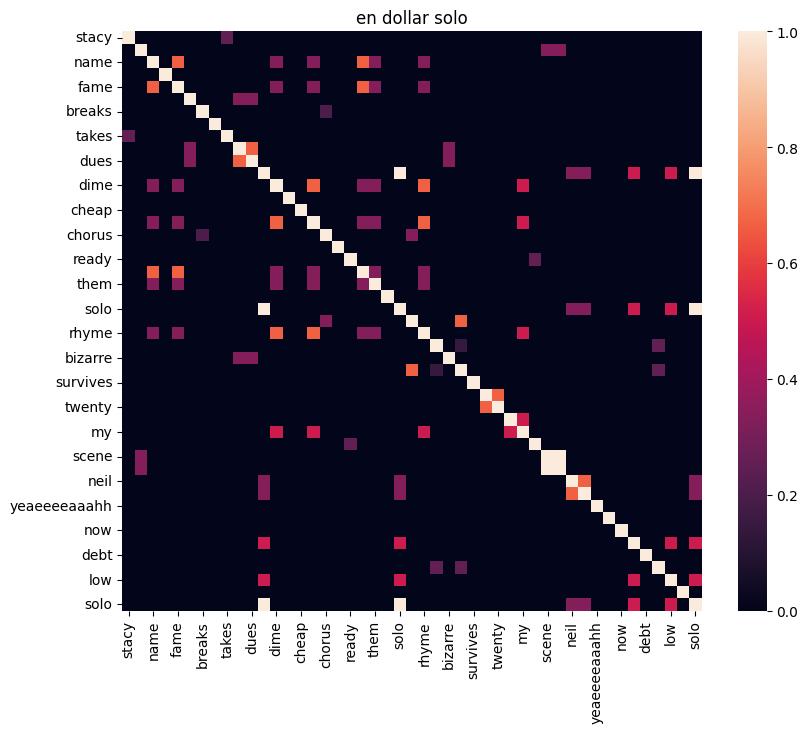 en dollar solo
stacy
name
fame
breaks
takes
dues
dime
cheap
chorus
ready
them
solo
rhyme
bizarre
survives
twenty
my
scene
neil
yeaeeeeaaahh
now
debt
low
solo
1.0
0.8
0.6
0.4
0.2
0.0
stacy
name
fame
breaks
takes
dues
dime
cheap
chorus
ready
them
solo
rhyme
bizarre
survives
twenty
my
scene
neil
yeaeeeeaaahh
now
debt
low
solo